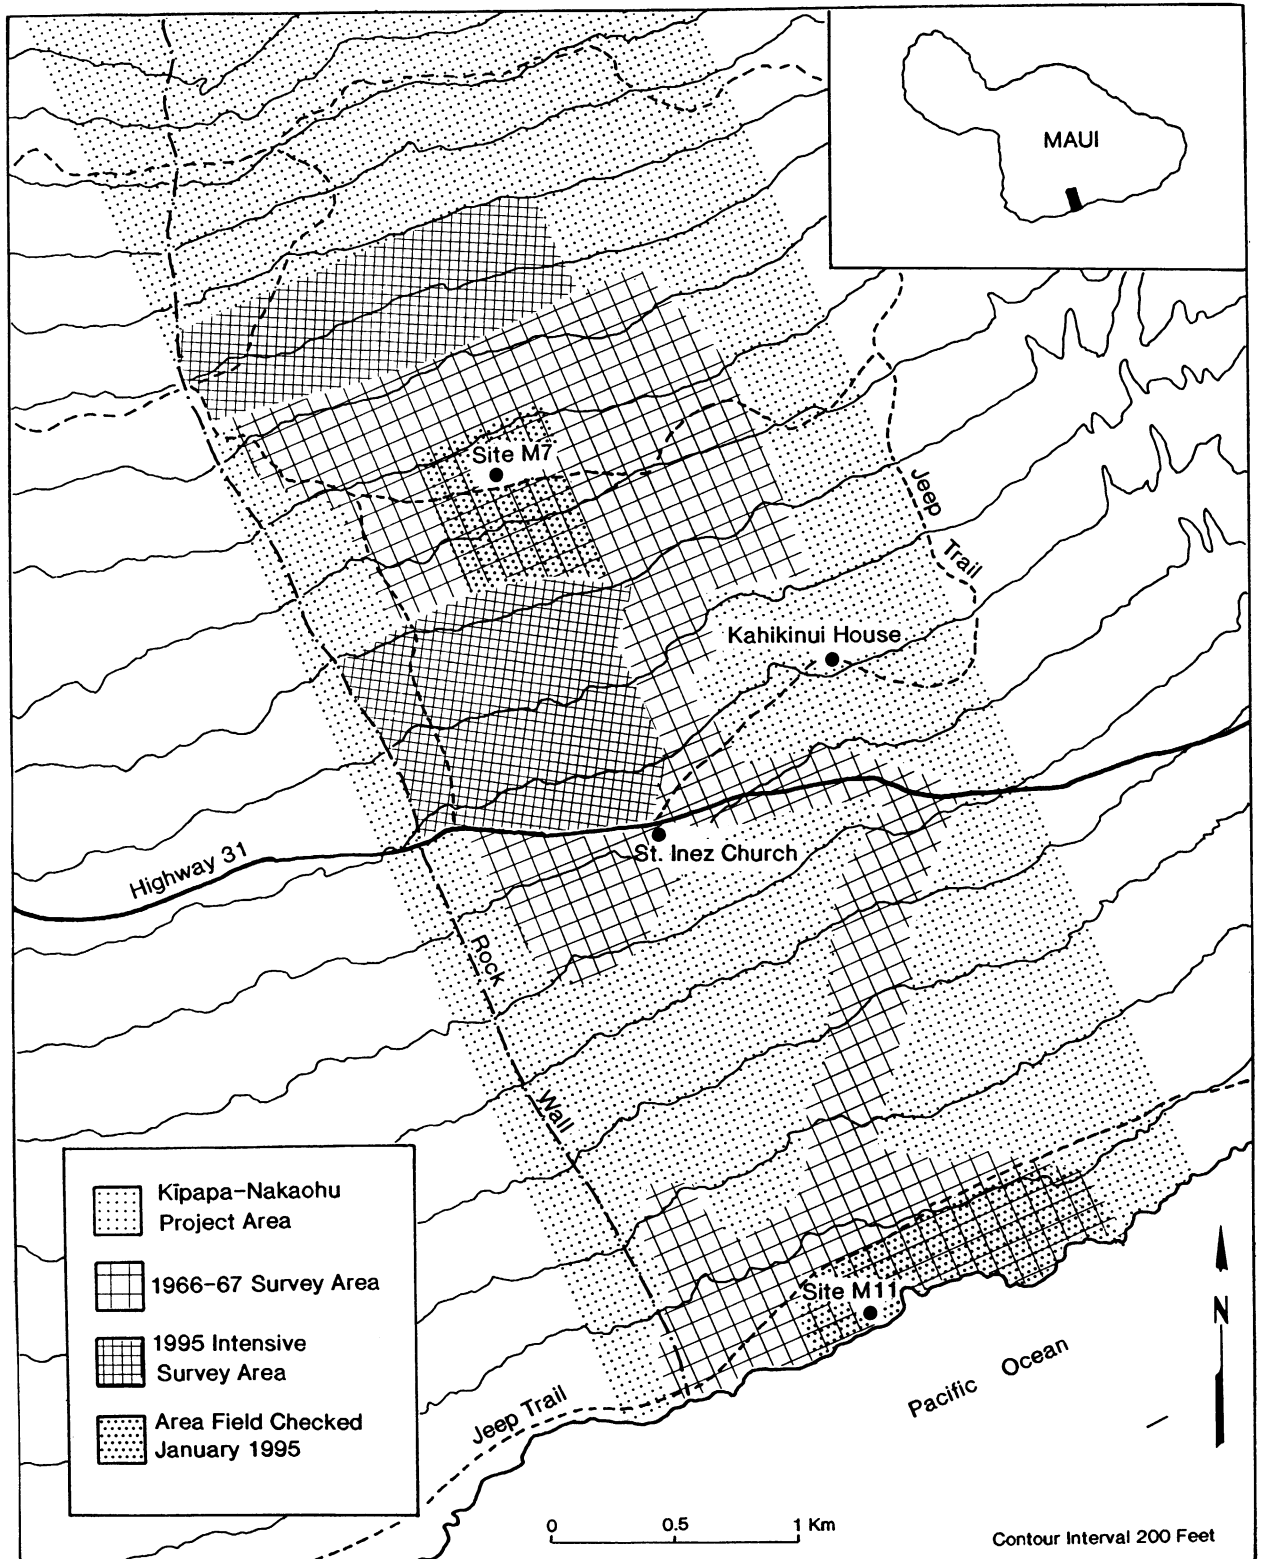 MAUI
Site M7
Jeep
Trail
Kahikinui House
Highway 31
St. Inez Church
Rock
Wall
Kīpapa-Nakaohu
Project Area
1966-67 Survey Area
1995 Intensive
Survey Area
Area Field Checked
January 1995
Site M11
N
Pacific Ocean
Jeep Trail
0 0.5 1 Km
Contour Interval 200 Feet